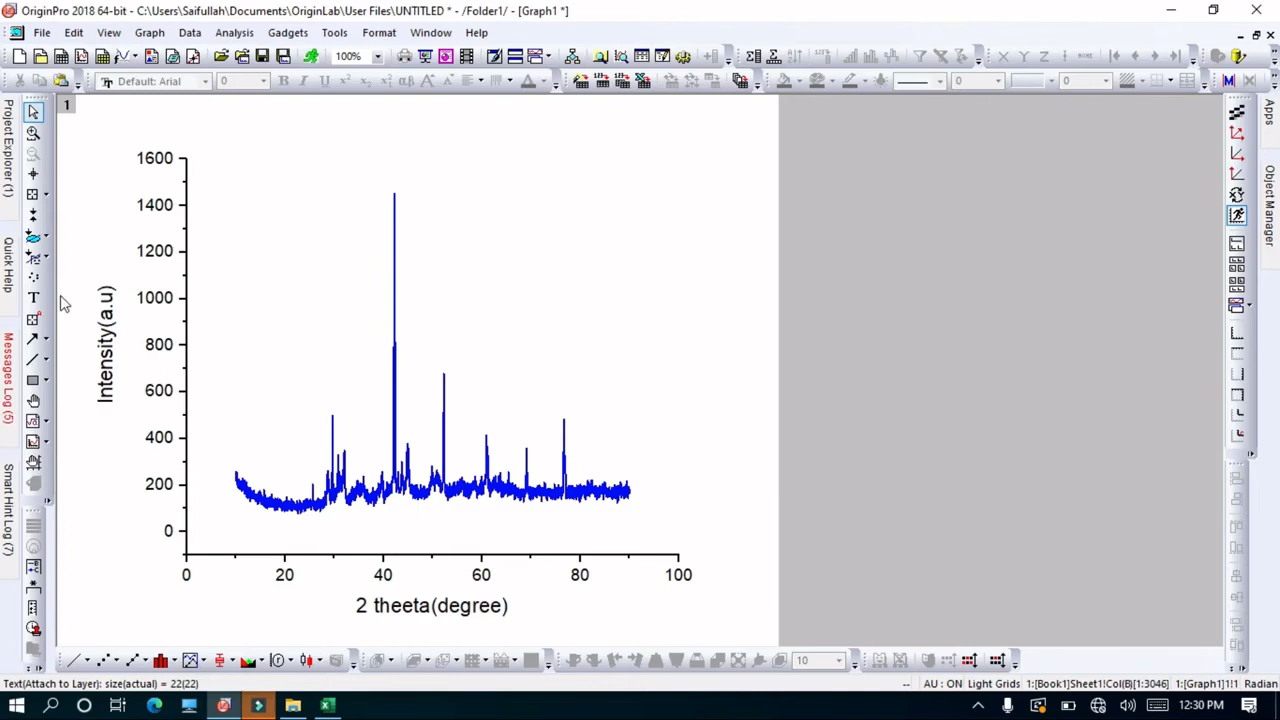 OriginPro 2018 64-bit - C:\Users\Saifullah\Documents\OriginLab\User Files\UNTITLED * - /Folder1/ - [Graph1 *]
File Edit View Graph Data Analysis Gadgets Tools Format Window Help
100%
Default: Arial 0 B I U αβ A A A 0 0
Project Explorer (1)
Quick Help
Messages Log (5)
Smart Hint Log (7)
Apps
Object Manager
1
T
1600
1400
1200
1000
800
600
400
200
0
Intensity(a.u)
0 20 40 60 80 100
2 theeta(degree)
10
Text(Attach to Layer): size(actual) = 22(22) -- AU : ON Light Grids 1:[Book1]Sheet1!Col(B)[1:3046] 1:[Graph1]1!1 Radian
12:30 PM